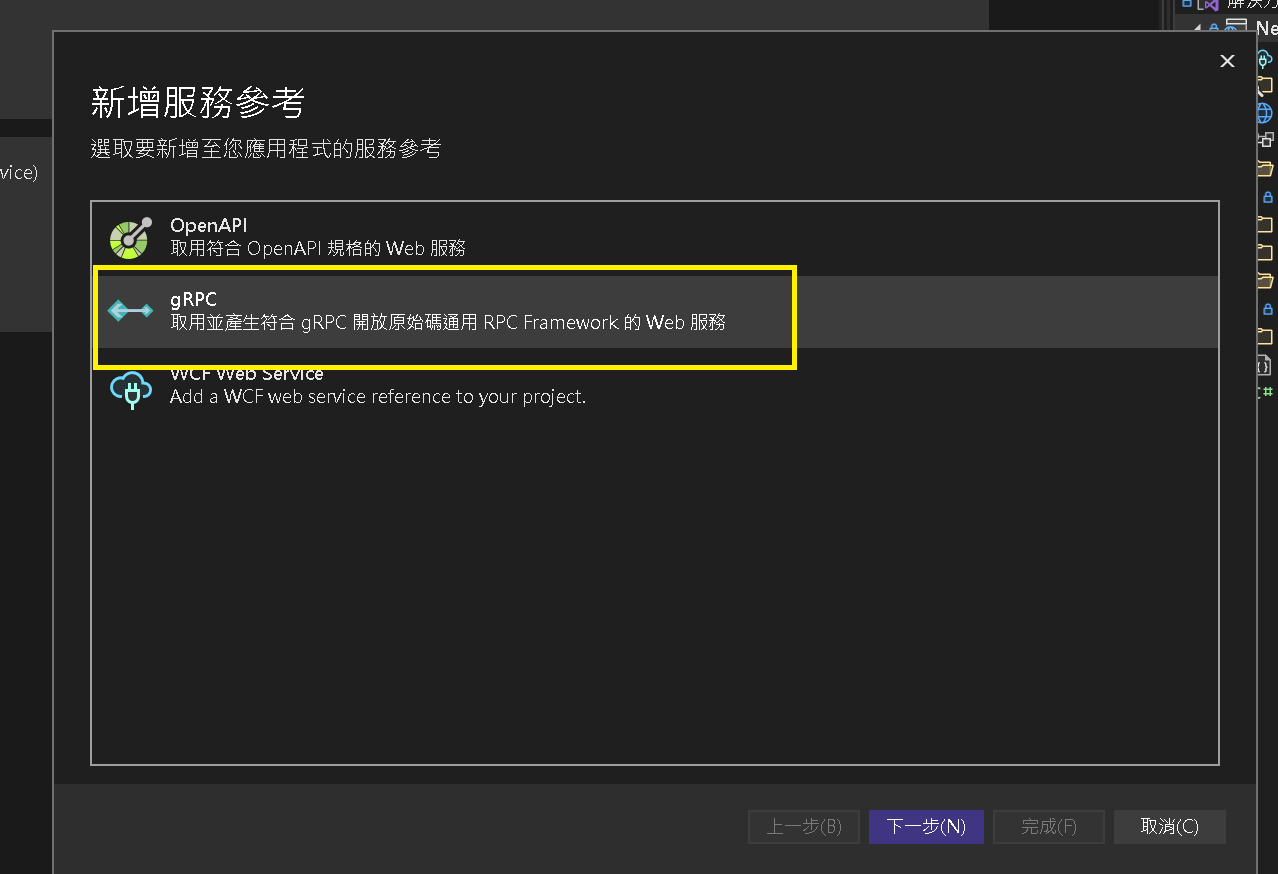 解決方
Ne
新增服務參考
選取要新增至您應用程式的服務參考
vice)
OpenAPI
取用符合 OpenAPI 規格的 Web 服務
gRPC
取用並產生符合 gRPC 開放原始碼通用 RPC Framework 的 Web 服務
WCF Web Service
Add a WCF web service reference to your project.
上一步(B)
下一步(N)
完成(F)
取消(C)